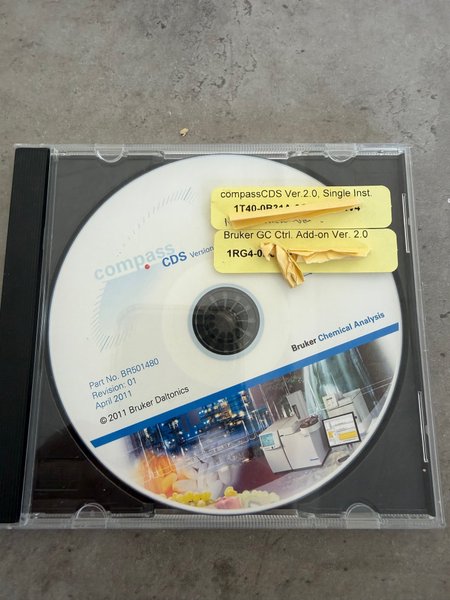 compassCDS Ver.2.0, Single Inst.
Bruker GC Ctrl. Add-on Ver. 2.0
compass
CDS Version
Bruker Chemical Analysis
Part No. BR501480
Revision: 01
April 2011
© 2011 Bruker Daltonics